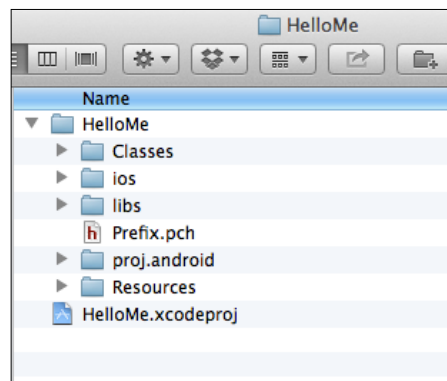 HelloMe
Name
HelloMe
Classes
ios
libs
h Prefix.pch
proj.android
Resources
HelloMe.xcodeproj